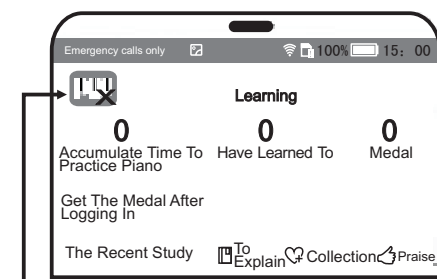 Emergency calls only 100% 15: 00
Learning
0 0 0
Accumulate Time To Practice Piano Have Learned To Medal
Get The Medal After Logging In
The Recent Study To Explain Collection Praise